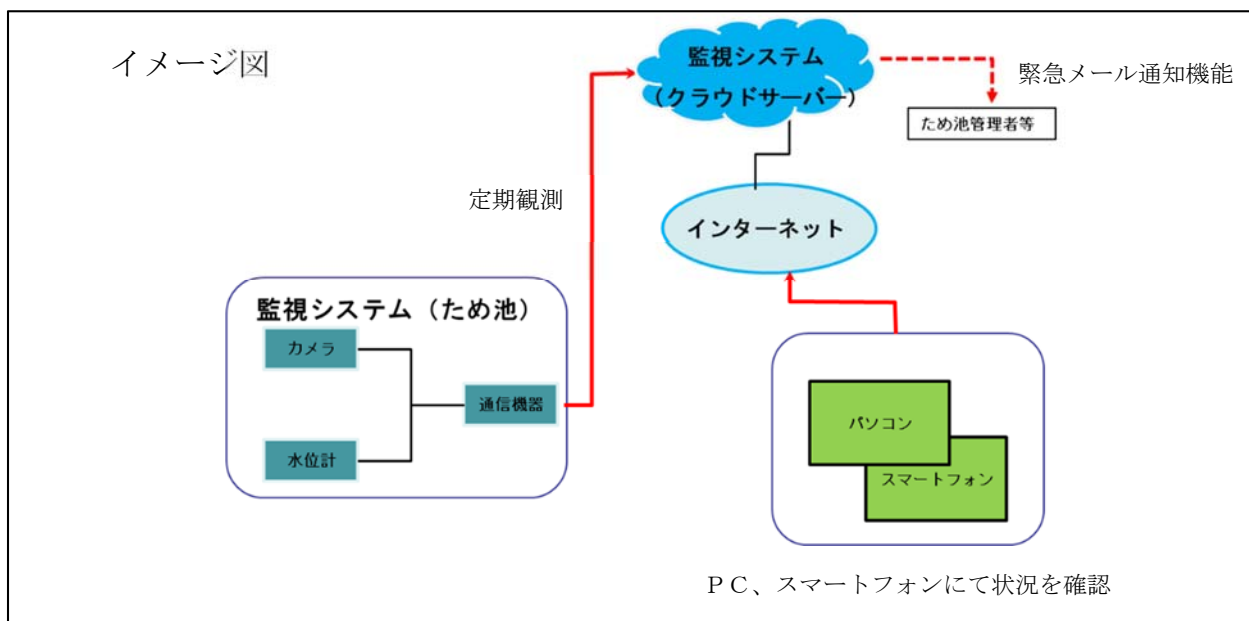 イメージ図
監視システム
(クラウドサーバー)
緊急メール通知機能
ため池管理者等
定期観測
インターネット
監視システム(ため池)
カメラ
通信機器
水位計
パソコン
スマートフォン
PC、スマートフォンにて状況を確認